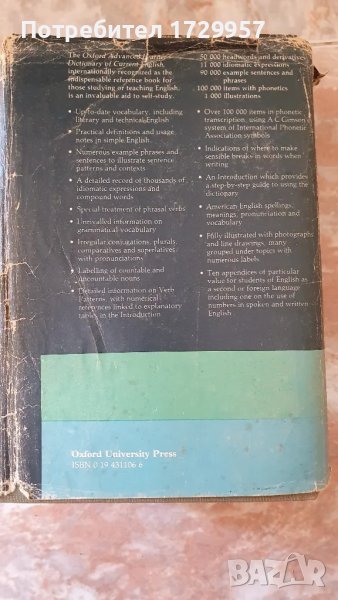 Потребител 1729957
The Oxford Advanced Learner's
Dictionary of Current English,
internationally recognized as the
indispensable reference book for
those studying or teaching English,
is an invaluable aid to self-study.
• Up-to-date vocabulary, including
literary and technical English
• Practical definitions and usage
notes in simple English
• Numerous example phrases and
sentences to illustrate sentence
patterns and contexts
• A detailed record of thousands of
idiomatic expressions and
compound words
• Special treatment of phrasal verbs
• Unrivalled information on
grammatical vocabulary
• Irregular conjugations, plurals,
comparatives and superlatives
with pronunciations
• Labelling of countable and
uncountable nouns
• Detailed information on Verb
Patterns, with numerical
references linked to explanatory
tables in the Introduction
50 000 headwords and derivatives
11 000 idiomatic expressions
90 000 example sentences and
phrases
100 000 items with phonetics
1 000 illustrations
• Over 100 000 items in phonetic
transcription, using A C Gimson's
system of International Phonetic
Association symbols
• Indications of where to make
sensible breaks in words when
writing
• An Introduction which provides
a step-by-step guide to using the
dictionary
• American English spellings,
meanings, pronunciation and
vocabulary
• Fully illustrated with photographs
and line drawings, many
grouped under topics with
numerous labels
• Ten appendices of particular
value for students of English as
a second or foreign language
including one on the use of
numbers in spoken and written
English
Oxford University Press
ISBN 0 19 431106 6
BAZAR